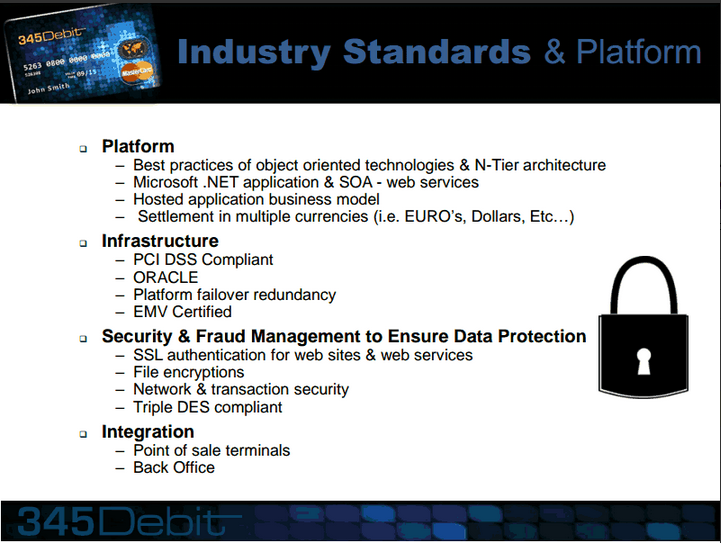 345Debit
5263 0800 0000 0000
526300
VALID THRU 09/15
John Smith
MasterCard
Industry Standards & Platform
Platform
– Best practices of object oriented technologies & N-Tier architecture
– Microsoft .NET application & SOA - web services
– Hosted application business model
– Settlement in multiple currencies (i.e. EURO's, Dollars, Etc…)
Infrastructure
– PCI DSS Compliant
– ORACLE
– Platform failover redundancy
– EMV Certified
Security & Fraud Management to Ensure Data Protection
– SSL authentication for web sites & web services
– File encryptions
– Network & transaction security
– Triple DES compliant
Integration
– Point of sale terminals
– Back Office
345Debit